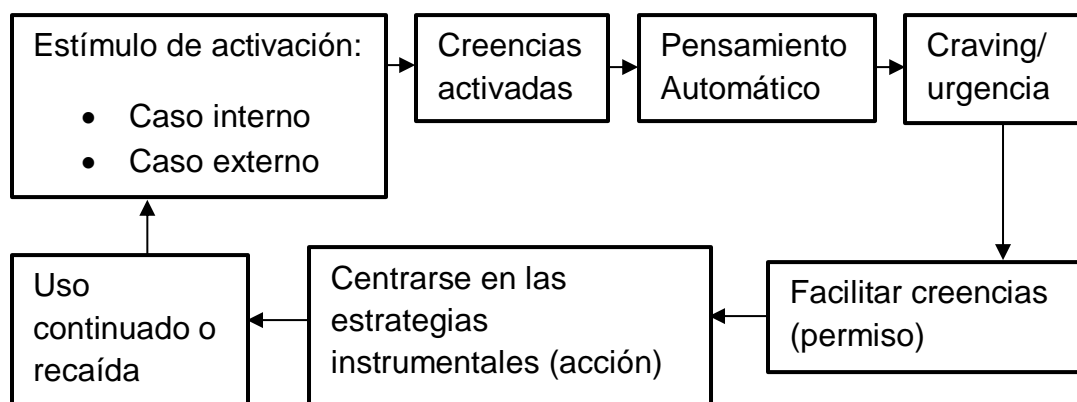 Estímulo de activación:
• Caso interno
• Caso externo
Creencias
activadas
Pensamiento
Automático
Craving/
urgencia
Facilitar creencias
(permiso)
Centrarse en las
estrategias
instrumentales (acción)
Uso
continuado o
recaída